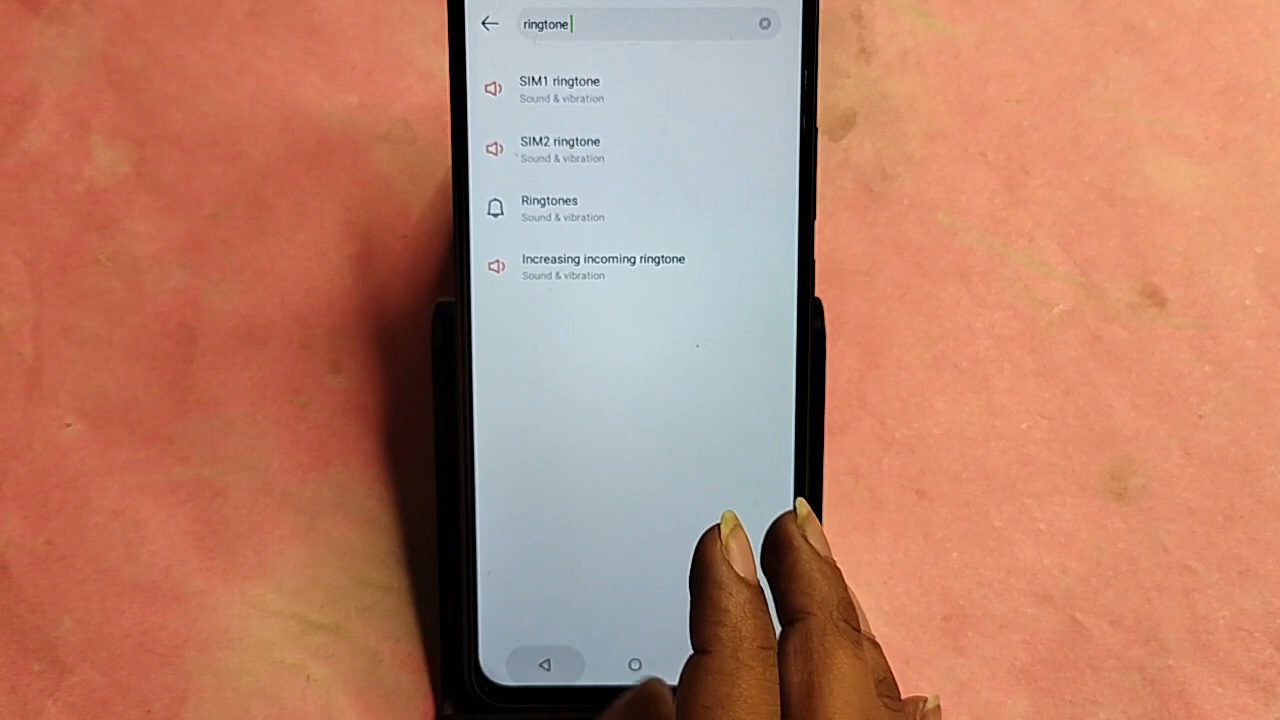 ringtone
SIM1 ringtone
Sound & vibration
SIM2 ringtone
Sound & vibration
Ringtones
Sound & vibration
Increasing incoming ringtone
Sound & vibration